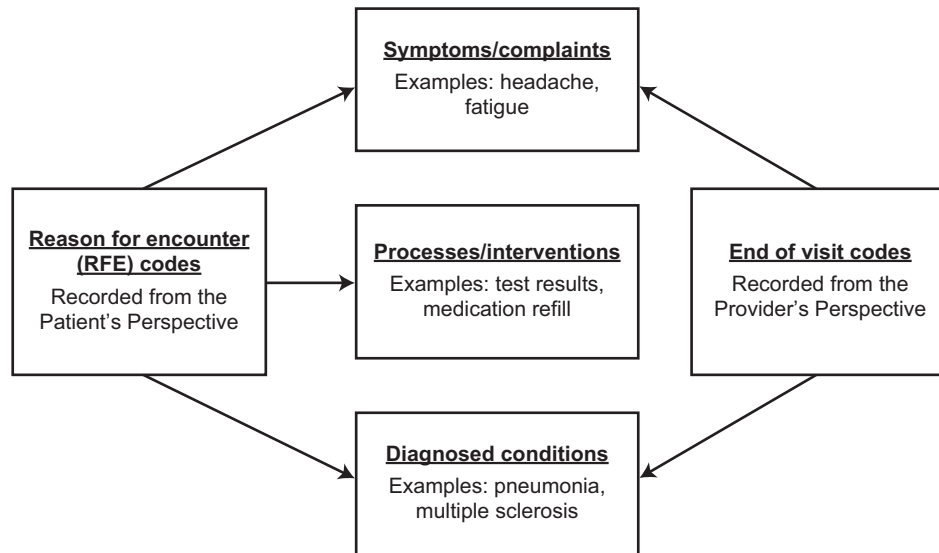 Symptoms/complaints
Examples: headache,
fatigue
Reason for encounter
(RFE) codes
Recorded from the
Patient’s Perspective
Processes/interventions
Examples: test results,
medication refill
End of visit codes
Recorded from the
Provider’s Perspective
Diagnosed conditions
Examples: pneumonia,
multiple sclerosis